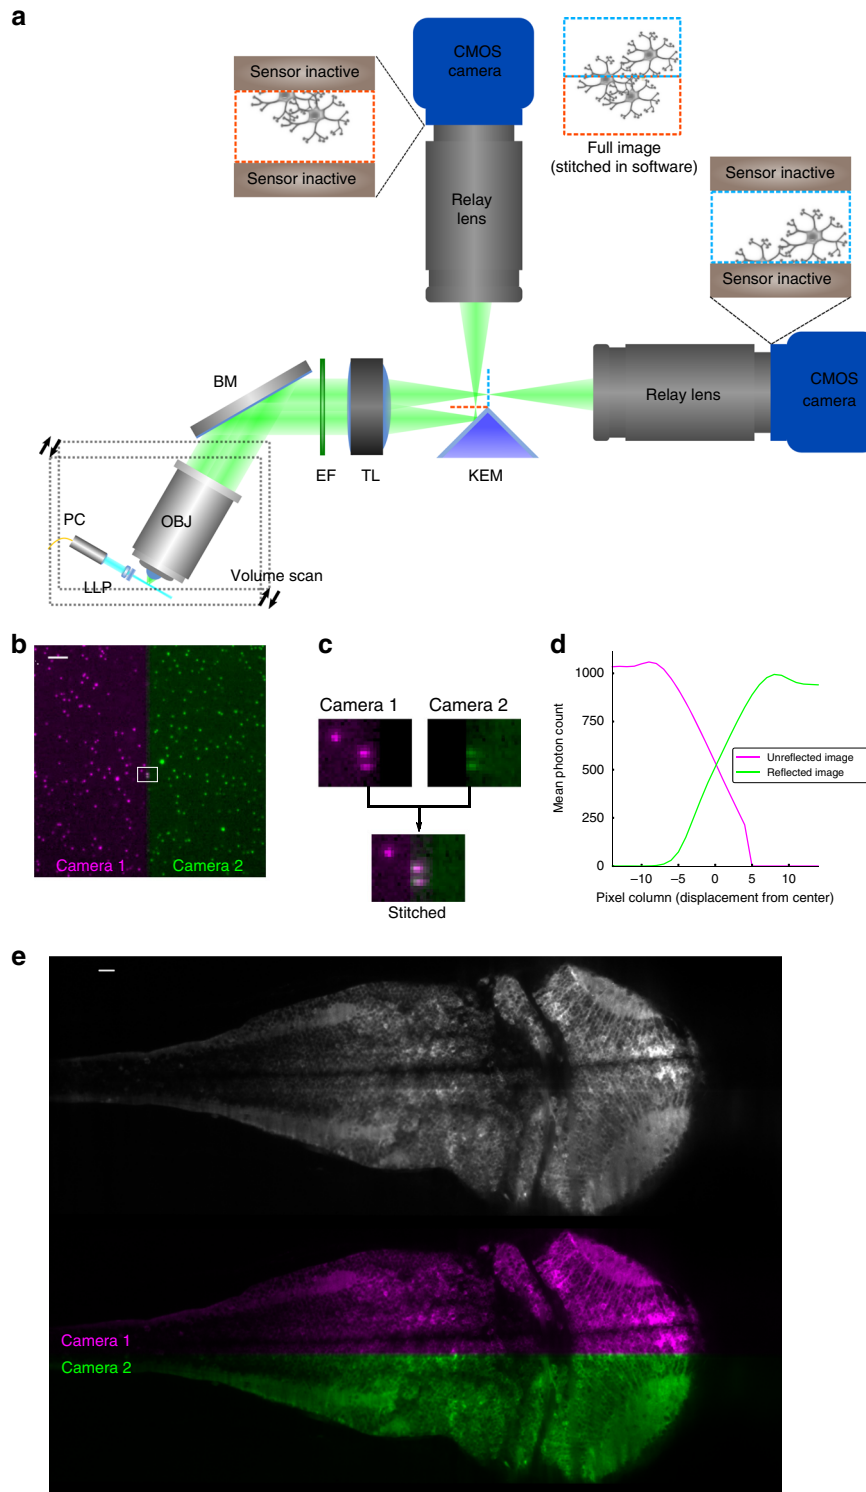 a
CMOS
camera
Sensor inactive
Sensor inactive
Full image
(stitched in software)
Relay
lens
Sensor inactive
Sensor inactive
BM
Relay lens
CMOS
camera
EF
TL
KEM
OBJ
PC
LLP
Volume scan
b
Camera 1
Camera 2
c
Camera 1
Camera 2
Stitched
d
Mean photon count
1000
750
500
250
0
−10
−5
0
5
10
Pixel column (displacement from center)
Unreflected image
Reflected image
e
Camera 1
Camera 2